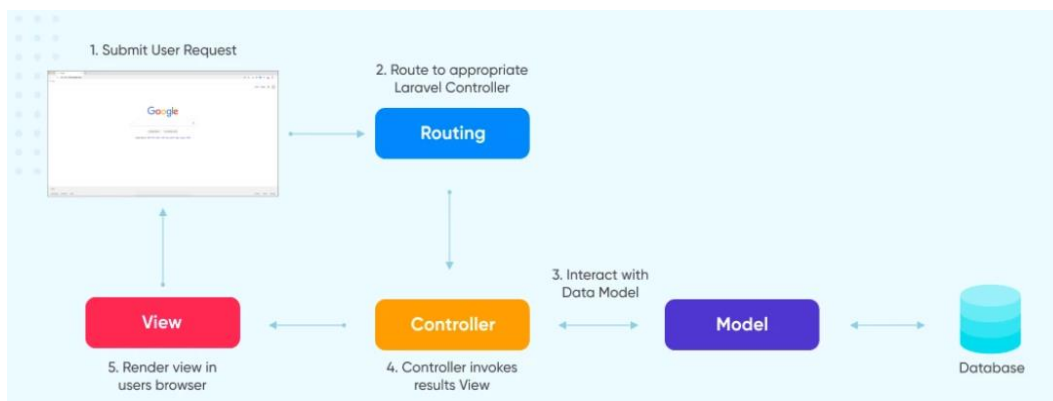 1. Submit User Request
Google
2. Route to appropriate
Laravel Controller
Routing
3. Interact with
Data Model
View
Controller
Model
5. Render view in
users browser
4. Controller invokes
results View
Database